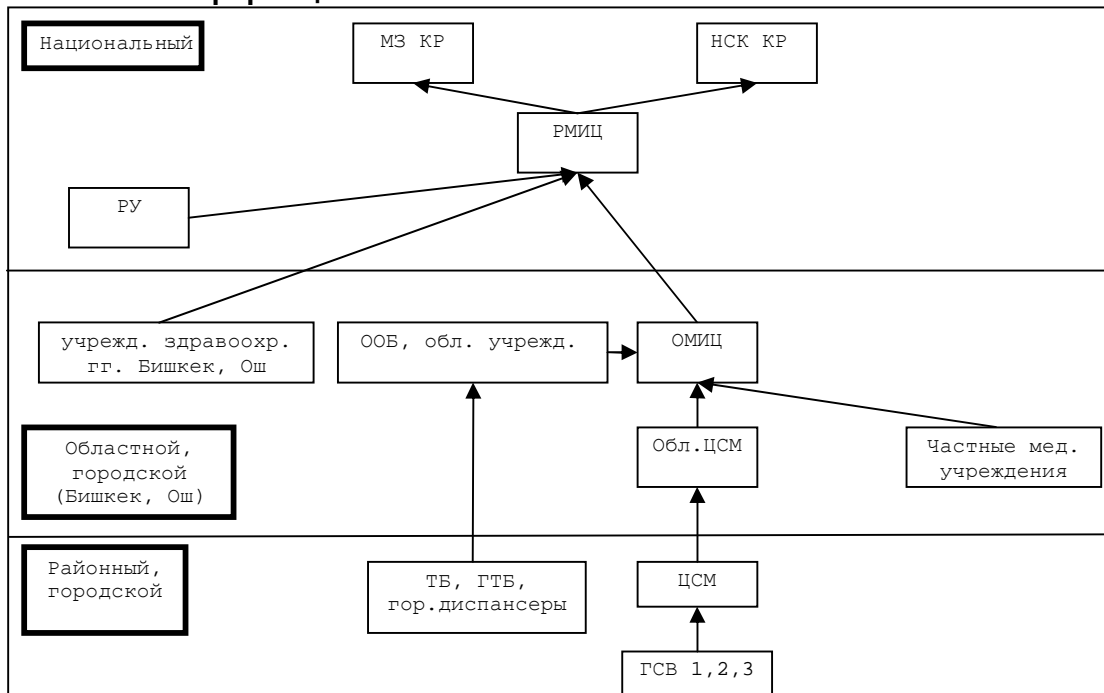 Национальный
МЗ КР
НСК КР
РМИЦ
РУ
учрежд. здравоохр.
гг. Бишкек, Ош
ООБ, обл. учрежд.
ОМИЦ
Областной,
городской
(Бишкек, Ош)
Обл.ЦСМ
Частные мед.
учреждения
Районный,
городской
ТБ, ГТБ,
гор.диспансеры
ЦСМ
ГСВ 1,2,3